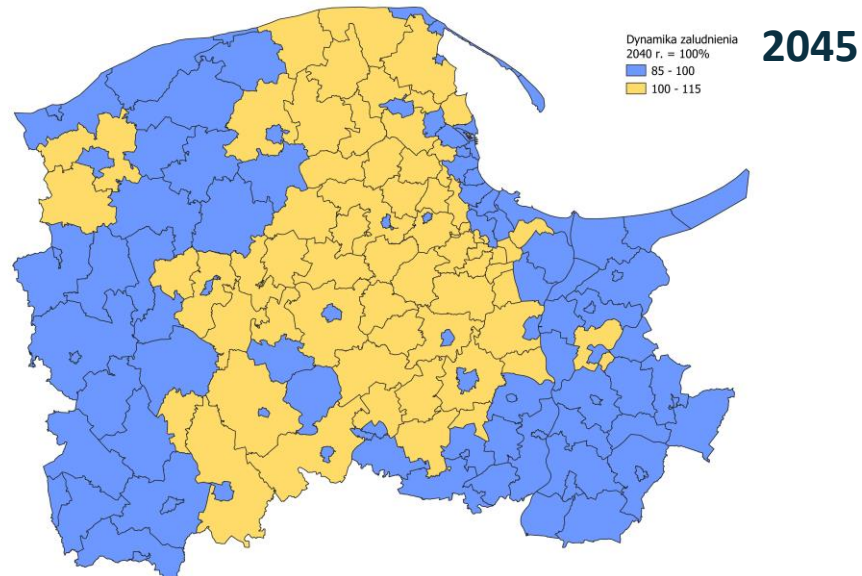 Dynamika zaludnienia
2040 r. = 100%
85 - 100
100 - 115
2045